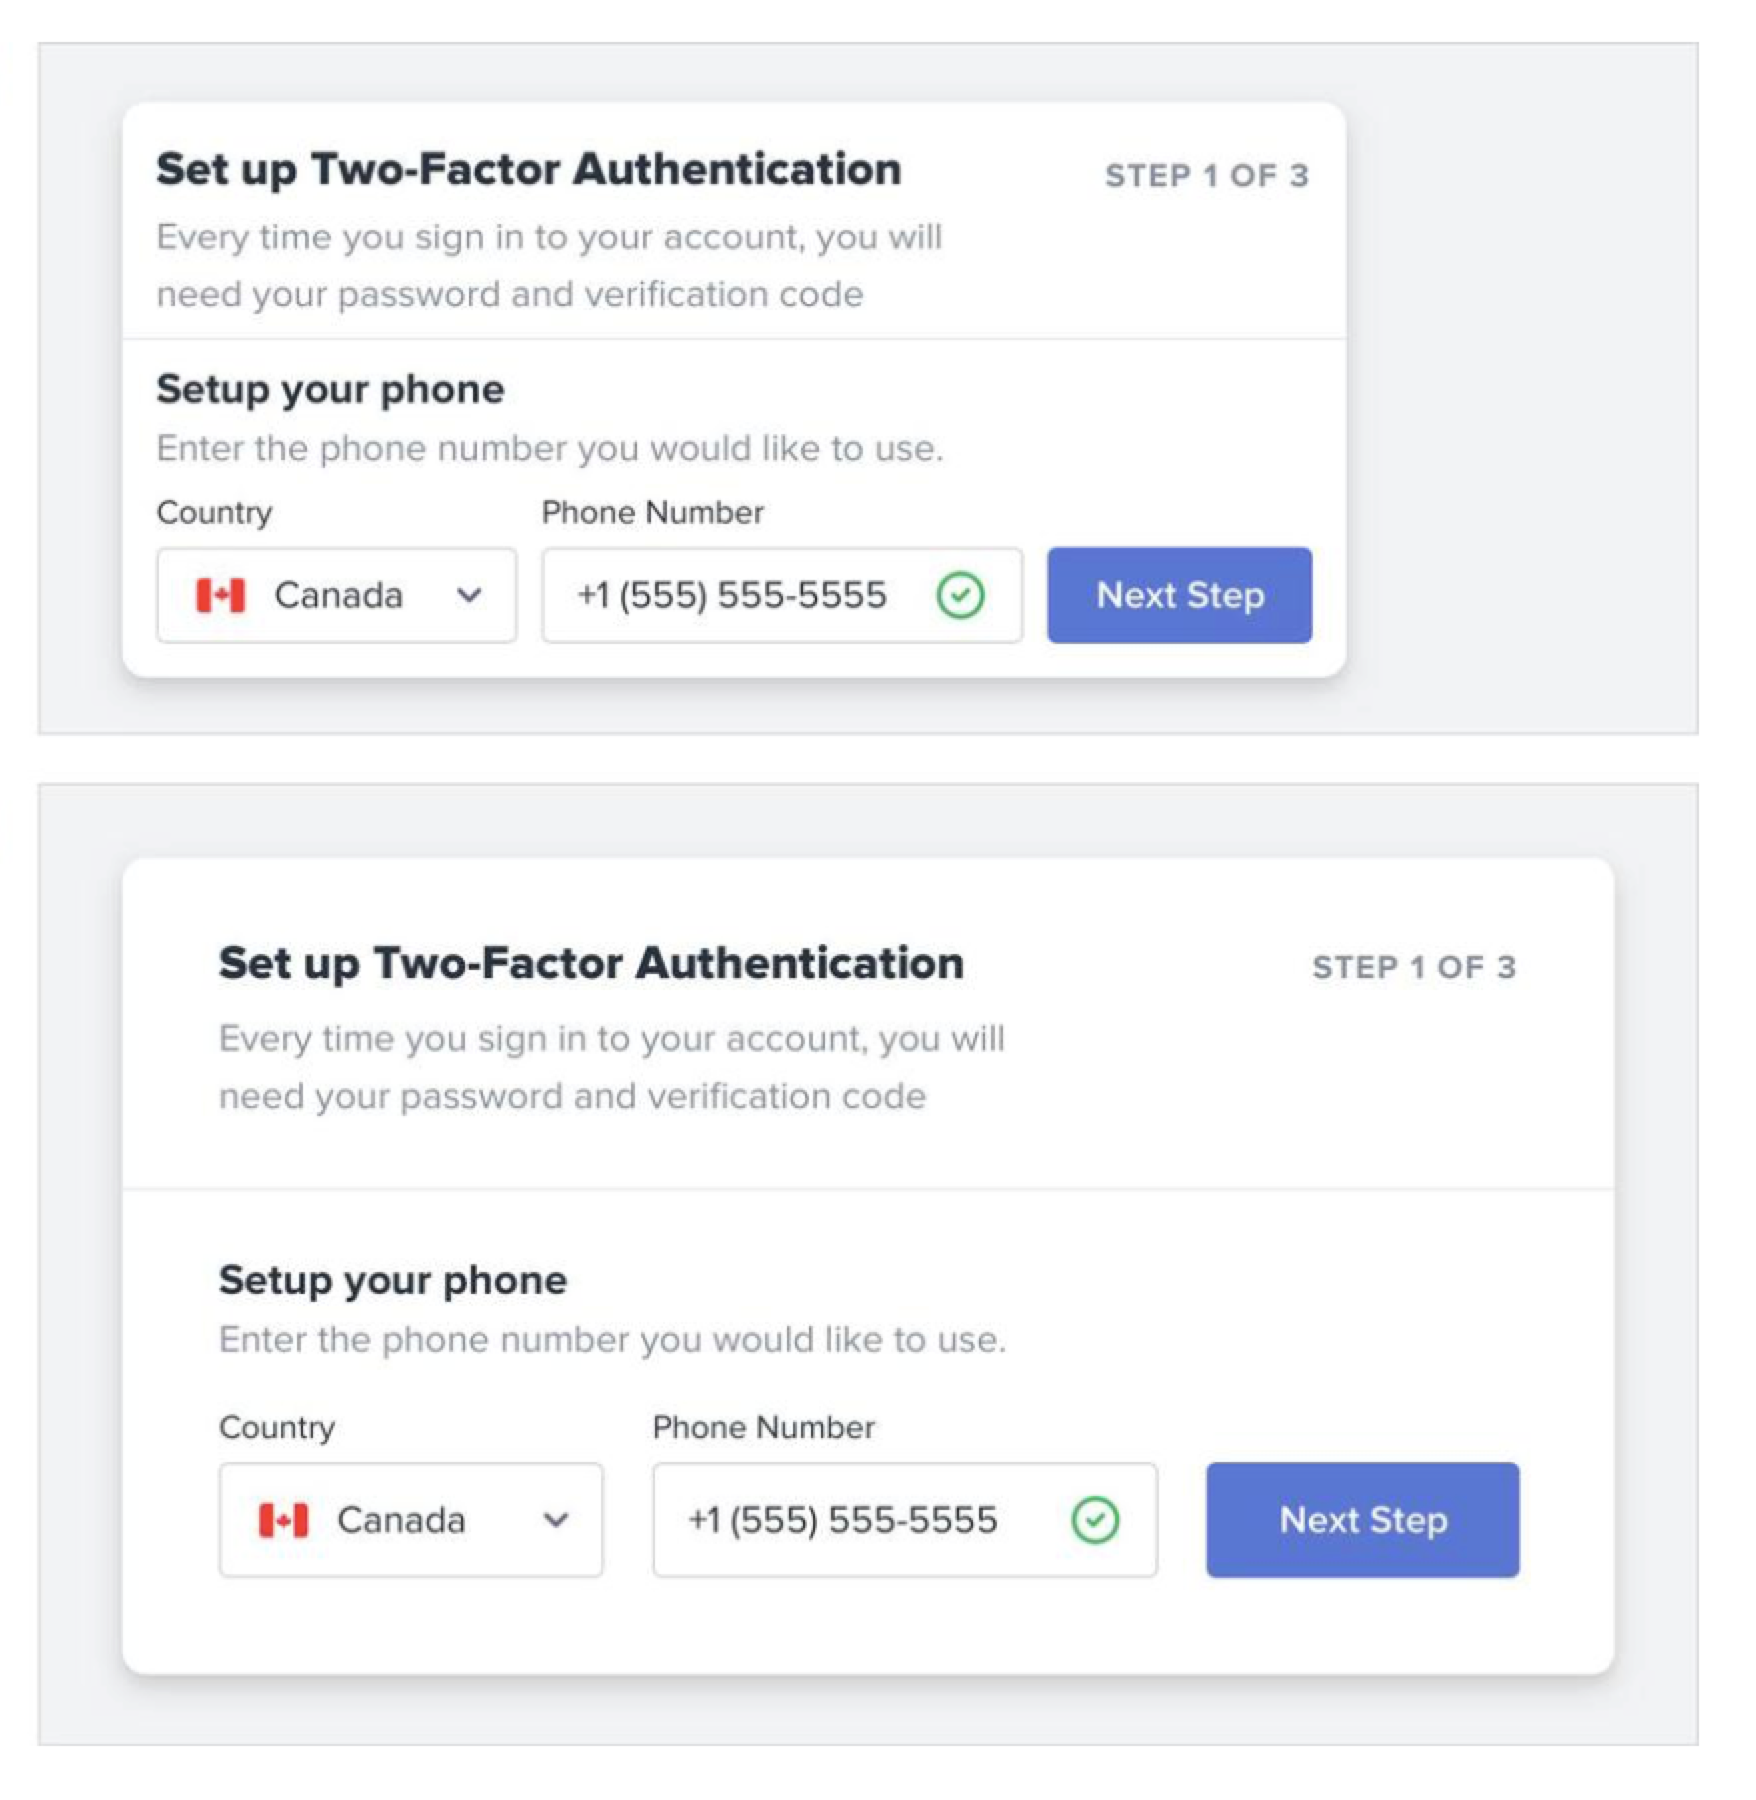 Set up Two-Factor Authentication
STEP 1 OF 3
Every time you sign in to your account, you will
need your password and verification code
Setup your phone
Enter the phone number you would like to use.
Country
Phone Number
Canada
+1 (555) 555-5555
Next Step
Set up Two-Factor Authentication
STEP 1 OF 3
Every time you sign in to your account, you will
need your password and verification code
Setup your phone
Enter the phone number you would like to use.
Country
Phone Number
Canada
+1 (555) 555-5555
Next Step